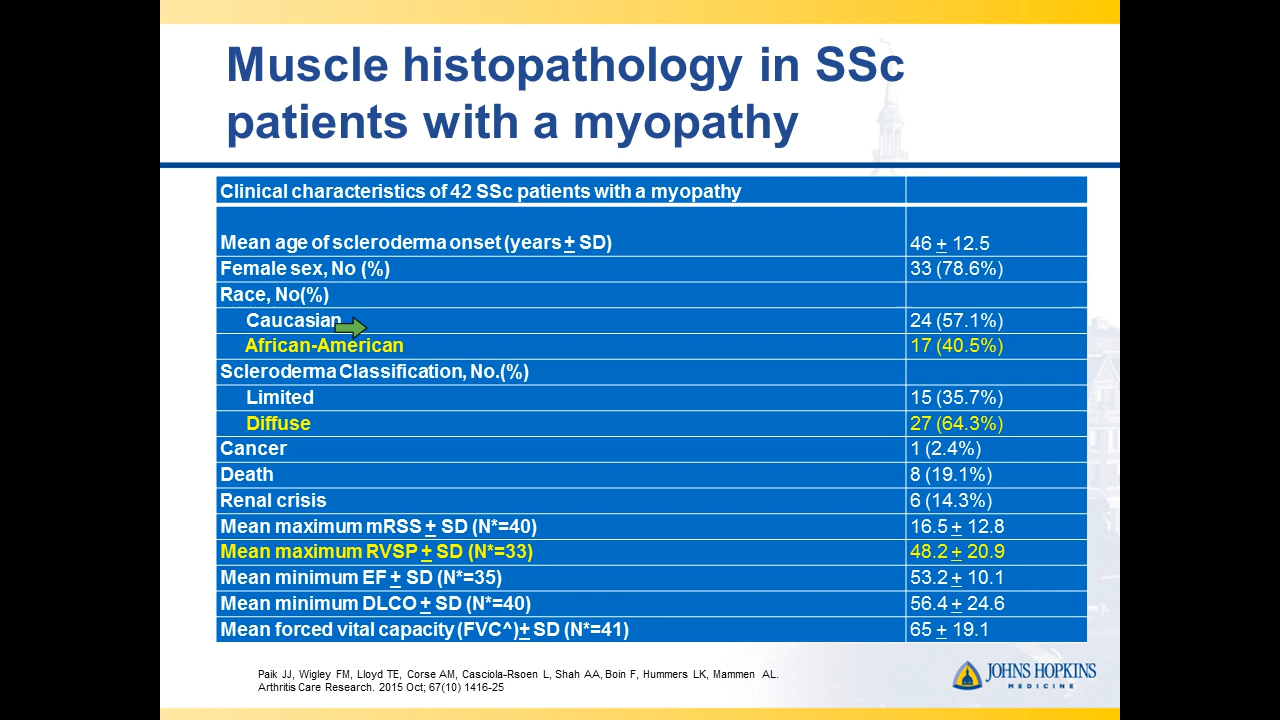 Muscle histopathology in SSc
patients with a myopathy
Clinical characteristics of 42 SSc patients with a myopathy
Mean age of scleroderma onset (years + SD) 46 + 12.5
Female sex, No (%) 33 (78.6%)
Race, No(%)
Caucasian 24 (57.1%)
African-American 17 (40.5%)
Scleroderma Classification, No.(%)
Limited 15 (35.7%)
Diffuse 27 (64.3%)
Cancer 1 (2.4%)
Death 8 (19.1%)
Renal crisis 6 (14.3%)
Mean maximum mRSS + SD (N*=40) 16.5 + 12.8
Mean maximum RVSP + SD (N*=33) 48.2 + 20.9
Mean minimum EF + SD (N*=35) 53.2 + 10.1
Mean minimum DLCO + SD (N*=40) 56.4 + 24.6
Mean forced vital capacity (FVC^)+ SD (N*=41) 65 + 19.1
Paik JJ, Wigley FM, Lloyd TE, Corse AM, Casciola-Rsoen L, Shah AA, Boin F, Hummers LK, Mammen AL.
Arthritis Care Research. 2015 Oct; 67(10) 1416-25
JOHNS HOPKINS
MEDICINE